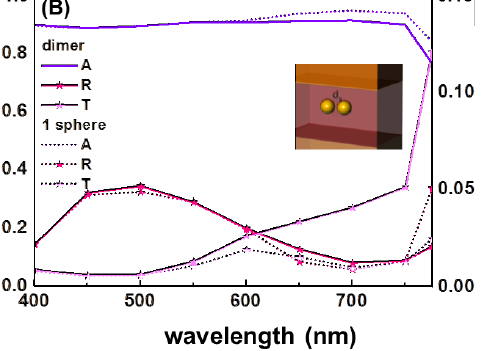 (B)
dimer
A
R
T
1 sphere
A
R
T
d
0.8
0.6
0.4
0.2
0.0
0.10
0.05
0.00
400
500
600
700
wavelength (nm)